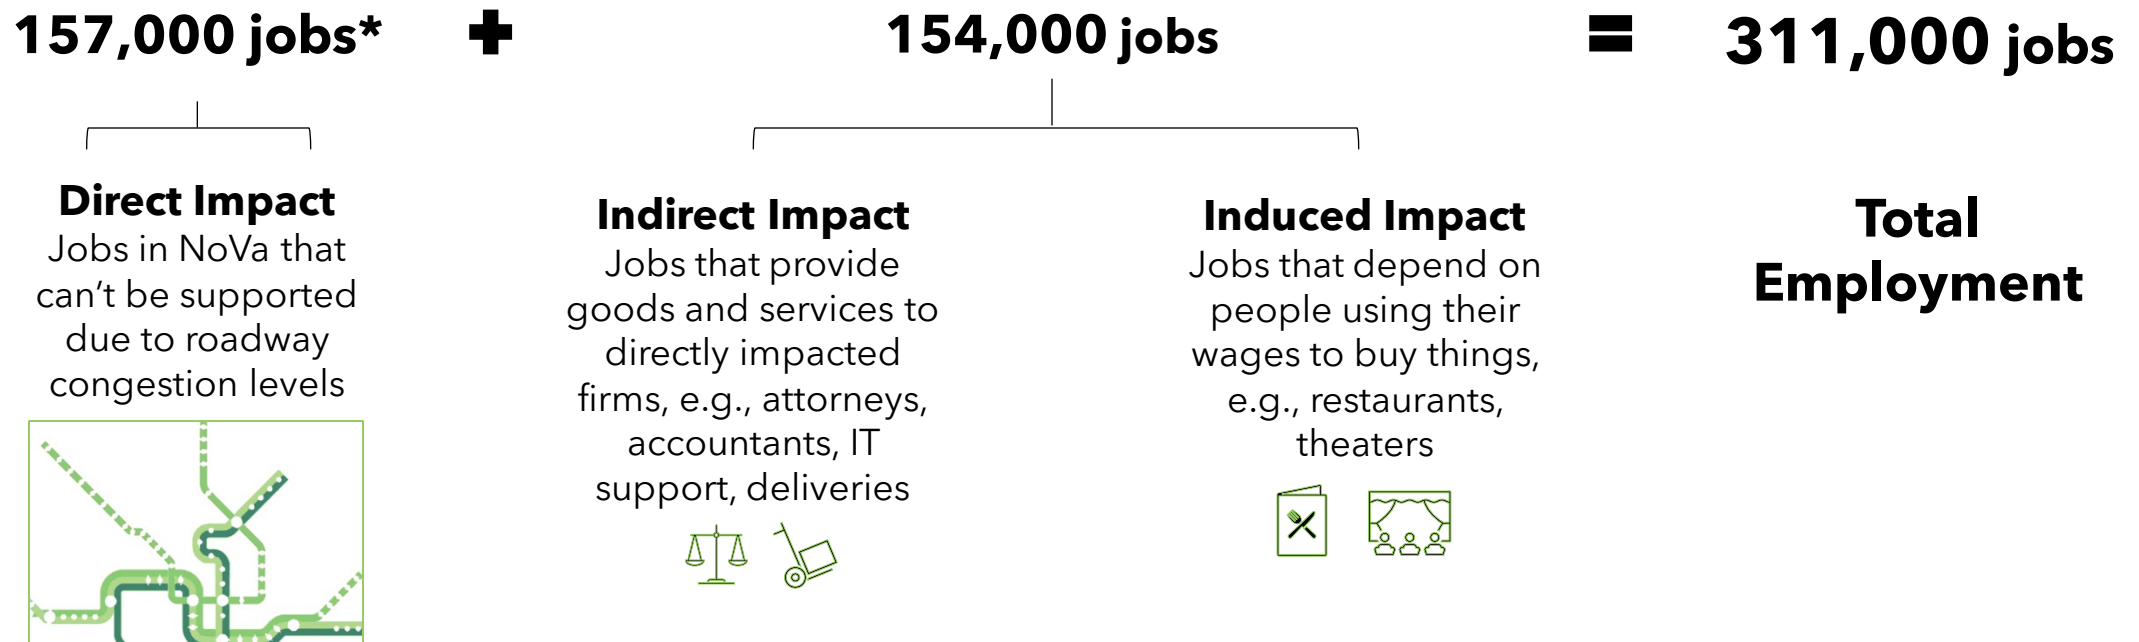 157,000 jobs*
+
154,000 jobs
=
311,000 jobs
Direct Impact
Jobs in NoVa that
can’t be supported
due to roadway
congestion levels
Indirect Impact
Jobs that provide
goods and services to
directly impacted
firms, e.g., attorneys,
accountants, IT
support, deliveries
Induced Impact
Jobs that depend on
people using their
wages to buy things,
e.g., restaurants,
theaters
Total
Employment